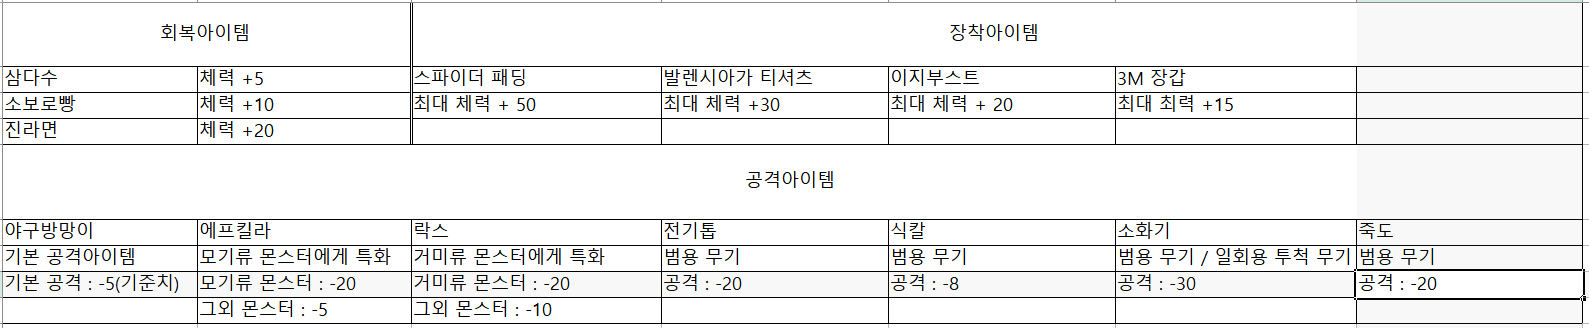 회복아이템 장착아이템
삼다수 체력 +5 스파이더 패딩 발렌시아가 티셔츠 이지부스트 3M 장갑
소보로빵 체력 +10 최대 체력 + 50 최대 체력 +30 최대 체력 + 20 최대 최력 +15
진라면 체력 +20
공격아이템
야구방망이 에프킬라 락스 전기톱 식칼 소화기 죽도
기본 공격아이템 모기류 몬스터에게 특화 거미류 몬스터에게 특화 범용 무기 범용 무기 범용 무기 / 일회용 투척 무기 범용 무기
기본 공격 : -5(기준치) 모기류 몬스터 : -20 거미류 몬스터 : -20 공격 : -20 공격 : -8 공격 : -30 공격 : -20
그외 몬스터 : -5 그외 몬스터 : -10